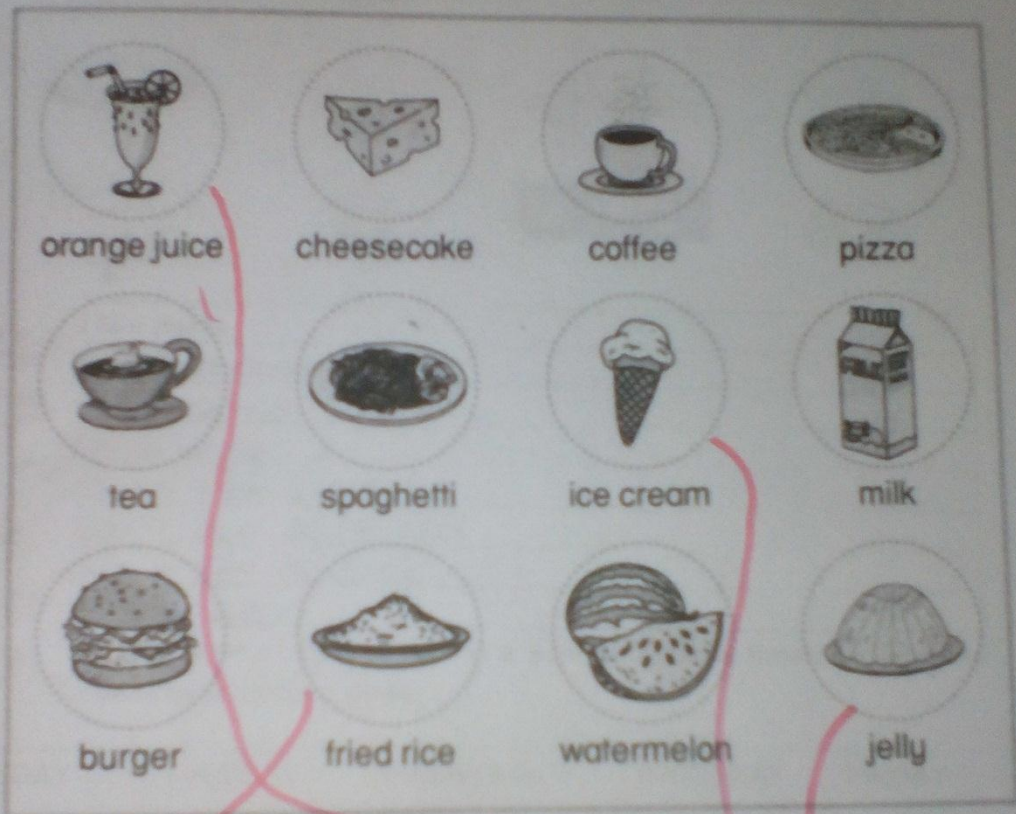 orange juice cheesecake coffee pizza
tea spaghetti ice cream milk
burger fried rice watermelon jelly